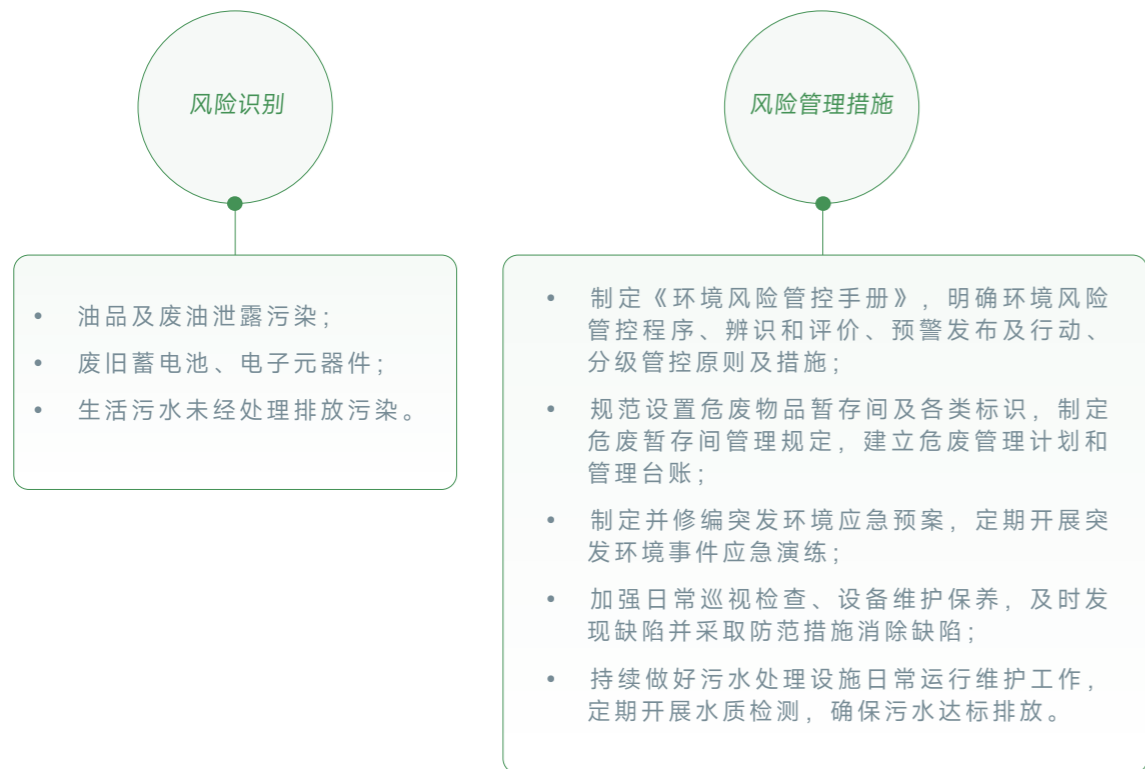 风险识别
• 油品及废油泄露污染；
• 废旧蓄电池、电子元器件；
• 生活污水未经处理排放污染。
风险管理措施
• 制定《环境风险管控手册》，明确环境风险
管控程序、辨识和评价、预警发布及行动、
分级管控原则及措施；
• 规范设置危废物品暂存间及各类标识，制定
危废暂存间管理规定，建立危废管理计划和
管理台账；
• 制定并修编突发环境应急预案，定期开展突
发环境事件应急演练；
• 加强日常巡视检查、设备维护保养，及时发
现缺陷并采取防范措施消除缺陷；
• 持续做好污水处理设施日常运行维护工作，
定期开展水质检测，确保污水达标排放。